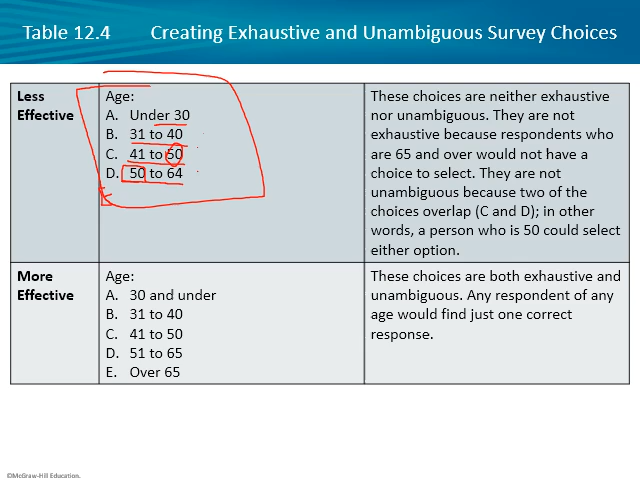 Table 12.4 Creating Exhaustive and Unambiguous Survey Choices
Less
Effective
Age:
A. Under 30
B. 31 to 40
C. 41 to 50
D. 50 to 64
These choices are neither exhaustive
nor unambiguous. They are not
exhaustive because respondents who
are 65 and over would not have a
choice to select. They are not
unambiguous because two of the
choices overlap (C and D); in other
words, a person who is 50 could select
either option.
More
Effective
Age:
A. 30 and under
B. 31 to 40
C. 41 to 50
D. 51 to 65
E. Over 65
These choices are both exhaustive and
unambiguous. Any respondent of any
age would find just one correct
response.
©McGraw-Hill Education.